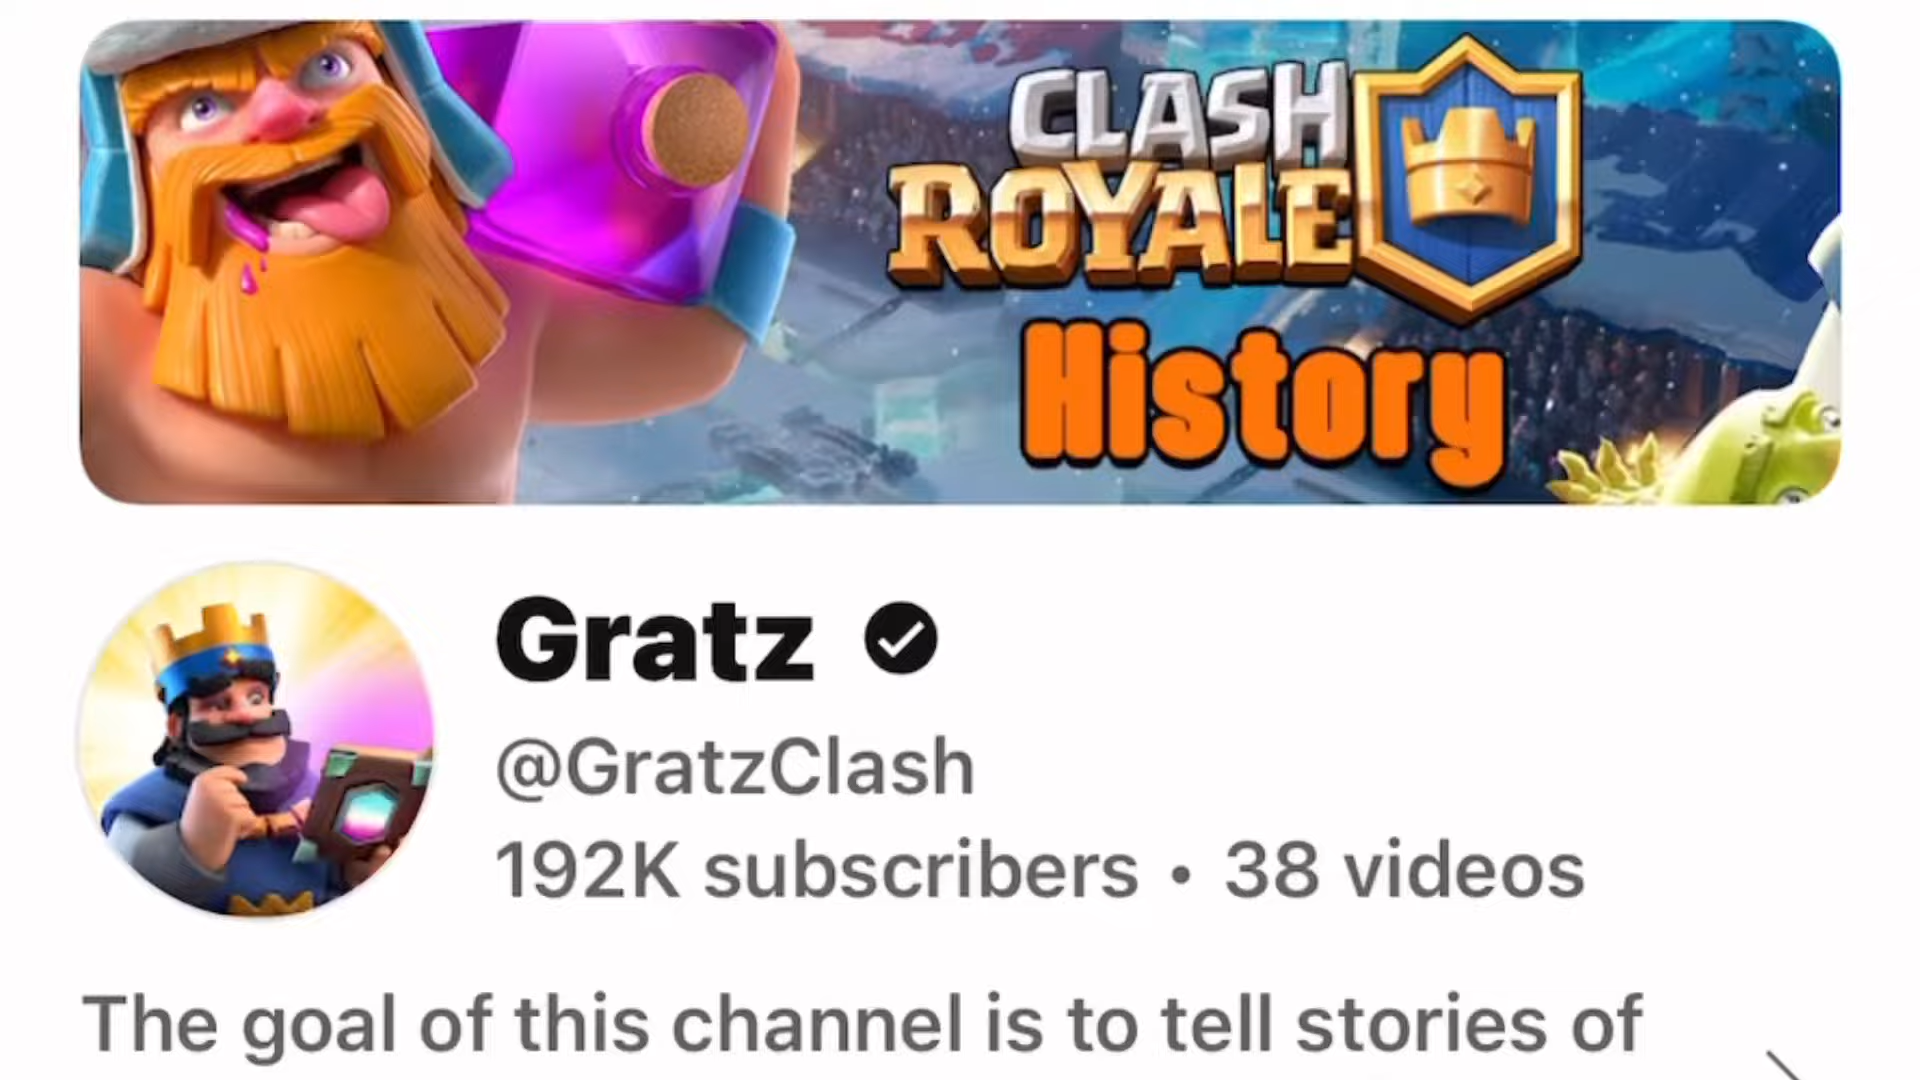 CLASH
ROYALE
History
Gratz
@GratzClash
192K subscribers • 38 videos
The goal of this channel is to tell stories of